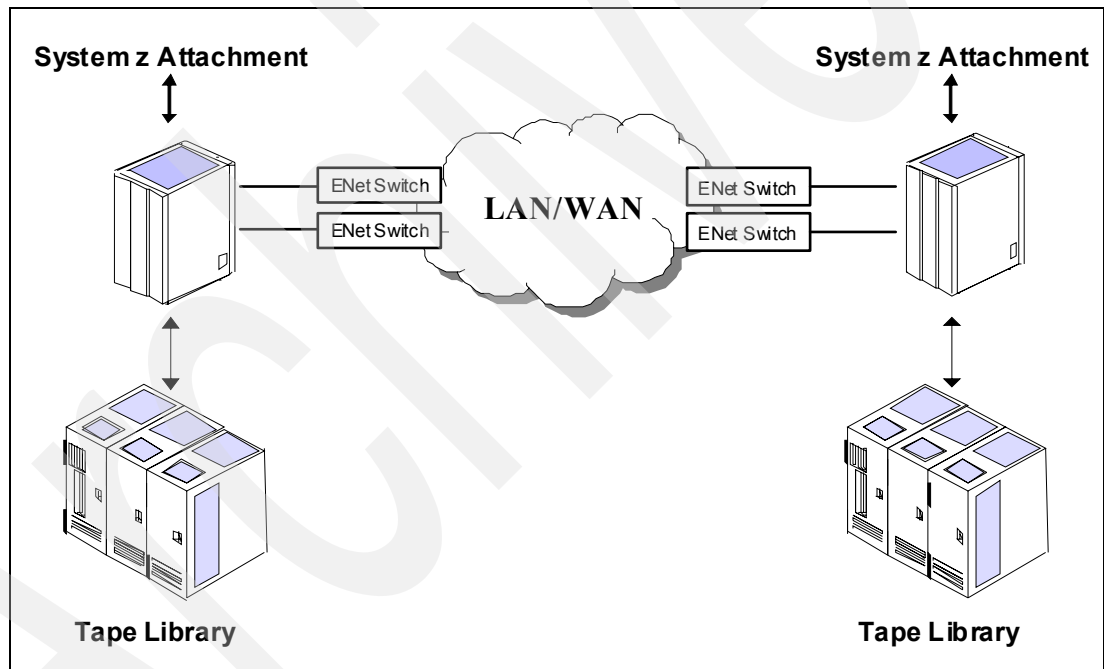 System z Attachment
System z Attachment
ENet Switch
ENet Switch
LAN/WAN
ENet Switch
ENet Switch
Tape Library
Tape Library